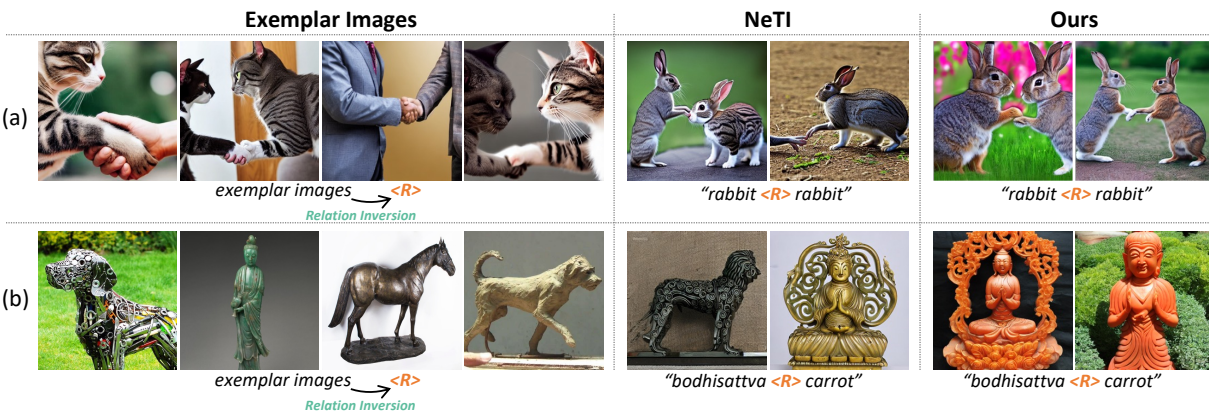 Exemplar Images
NeTI
Ours
(a)
exemplar images <R>
Relation Inversion
“rabbit <R> rabbit”
“rabbit <R> rabbit”
(b)
exemplar images <R>
Relation Inversion
“bodhisattva <R> carrot”
“bodhisattva <R> carrot”